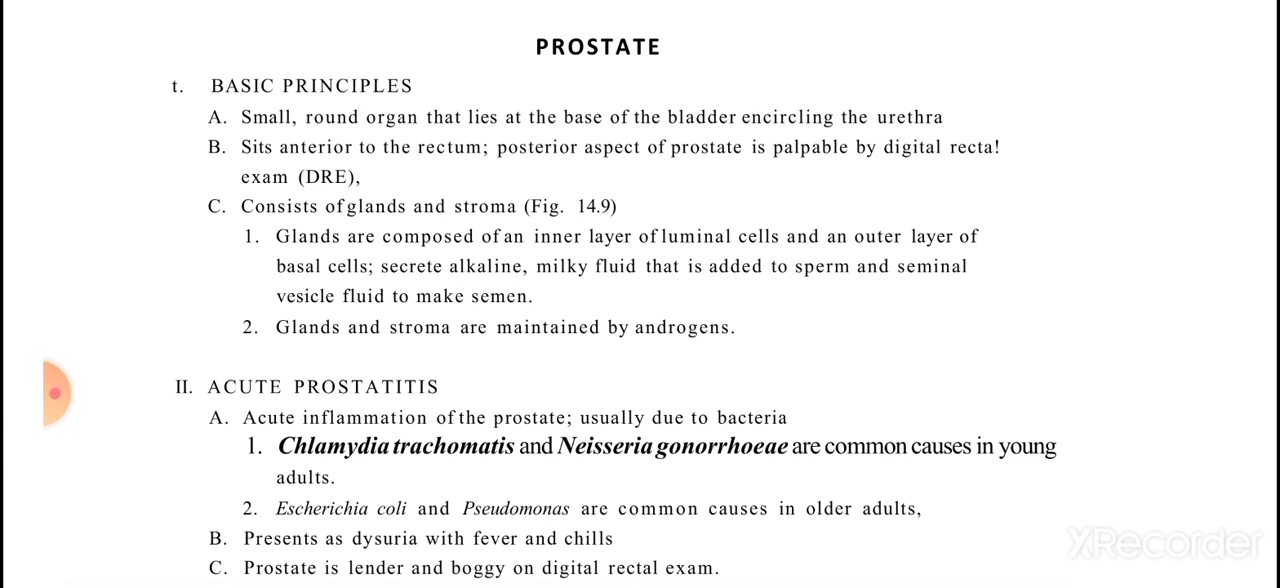 PROSTATE
t. BASIC PRINCIPLES
A. Small, round organ that lies at the base of the bladder encircling the urethra
B. Sits anterior to the rectum; posterior aspect of prostate is palpable by digital recta!
exam (DRE),
C. Consists ofglands and stroma (Fig. 14.9)
1. Glands are composed ofan inner layer ofluminal cells and an outer layer of
basal cells; secrete alkaline, milky fluid that is added to sperm and seminal
vesicle fluid to make semen.
2. Glands and stroma are maintained by androgens.
II. ACUTE PROSTATITIS
A. Acute inflammation ofthe prostate; usually due to bacteria
1. Chlamydia trachomatis and Neisseria gonorrhoeae are common causes in young
adults.
2. Escherichia coli and Pseudomonas are common causes in older adults,
B. Presents as dysuria with fever and chills
C. Prostate is lender and boggy on digital rectal exam.
XRecorder